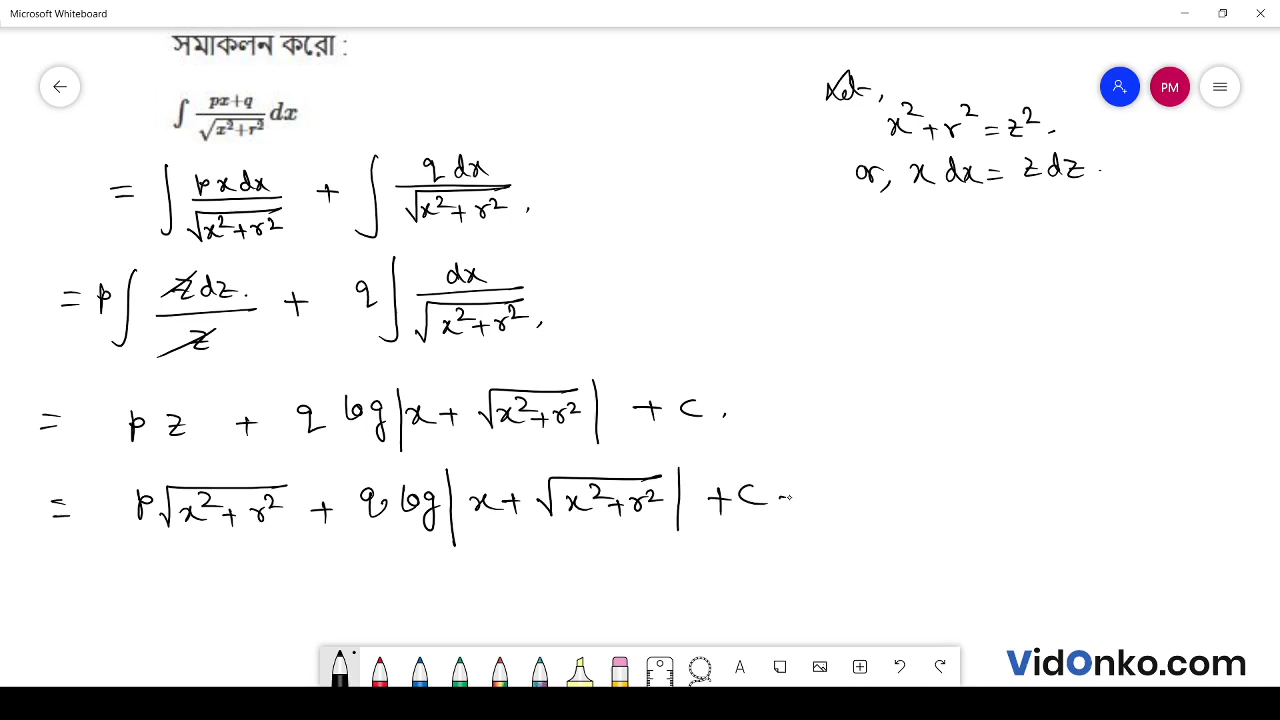 Microsoft Whiteboard
সমাকলন করো :
∫ px+q/√x²+r² dx
Let,
x² + r² = z².
or, x dx = z dz.
PM
= ∫ px dx/√x²+r² + ∫ q dx/√x²+r²,
= p ∫ z dz./z + q ∫ dx/√x²+r²,
= p z + q log|x + √x²+r²| + c.
= p√x²+r² + q log|x + √x²+r²| + c
A
VidOnko.com